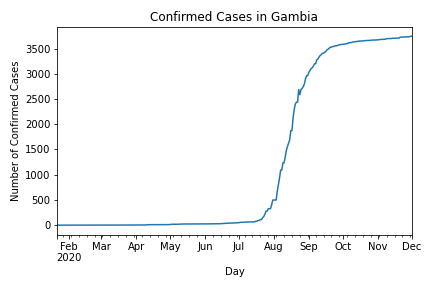 Confirmed Cases in Gambia
Number of Confirmed Cases
3500
3000
2500
2000
1500
1000
500
0
Feb Mar Apr May Jun Jul Aug Sep Oct Nov Dec
2020
Day